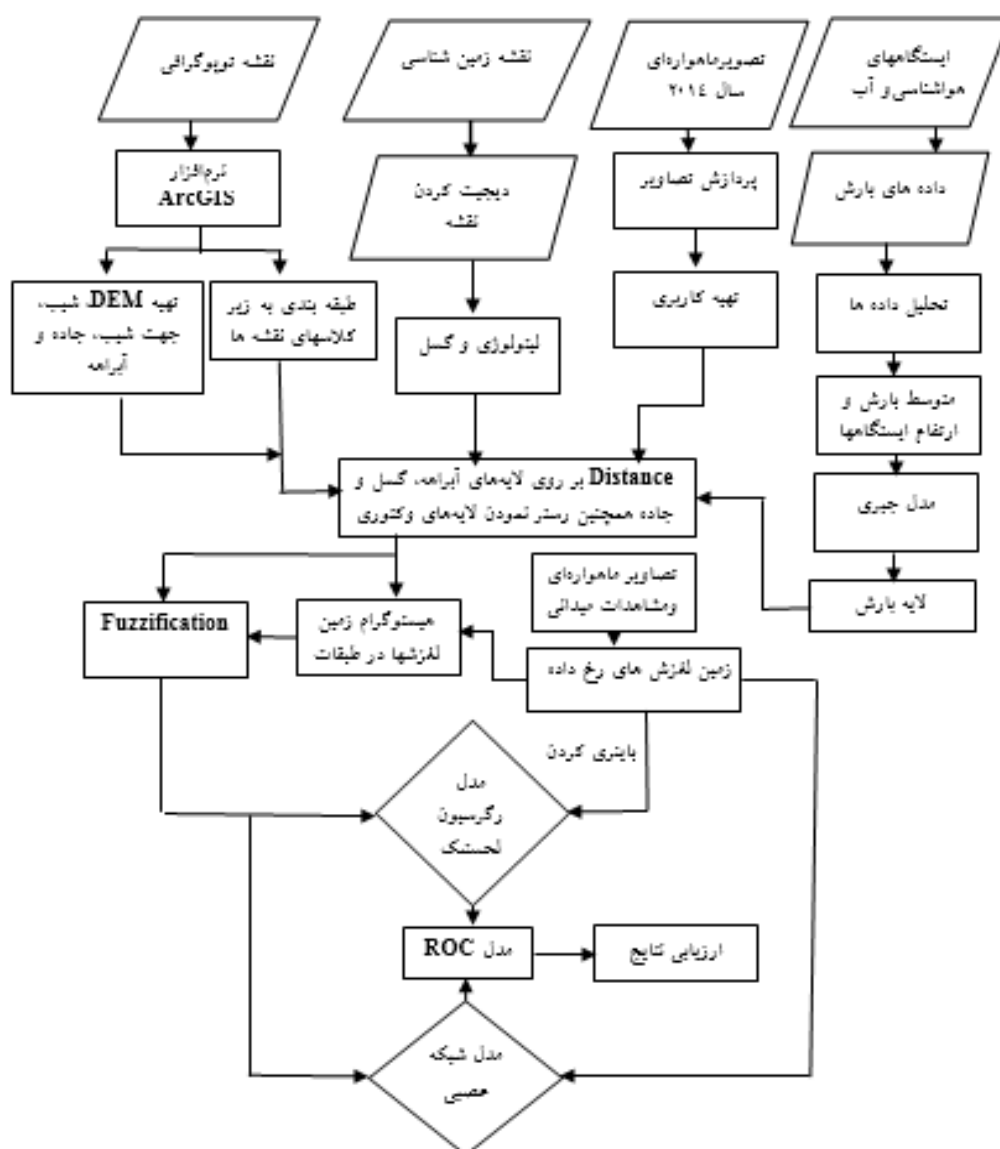 نقشه توپوگرافی
نقشه زمین شناسی
تصویرماهواره‌ای
سال ۲۰۱۴
ایستگاههای
هواشناسی و آب
نرم‌افزار
ArcGIS
دیجیت کردن
نقشه
پردازش تصاویر
داده های بارش
تهیه DEM، شیب،
جهت شیب، جاده و
آبراهه
طبقه بندی به زیر
کلاسهای نقشه ها
لیتولوژی و گسل
تهیه کاربری
تحلیل داده ها
متوسط بارش و
ارتفاع ایستگاهها
Distance بر روی لایه‌های آبراهه، گسل و
جاده همچنین رستر نمودن لایه‌های وکتوری
مدل جبری
لایه بارش
تصاویر ماهواره‌ای
ومشاهدات میدانی
Fuzzification
هیستوگرام زمین
لغزشها در طبقات
زمین لغزش های رخ داده
باینری کردن
مدل
رگرسیون
لجستیک
مدل ROC
ارزیابی نتایج
مدل شبکه
عصبی